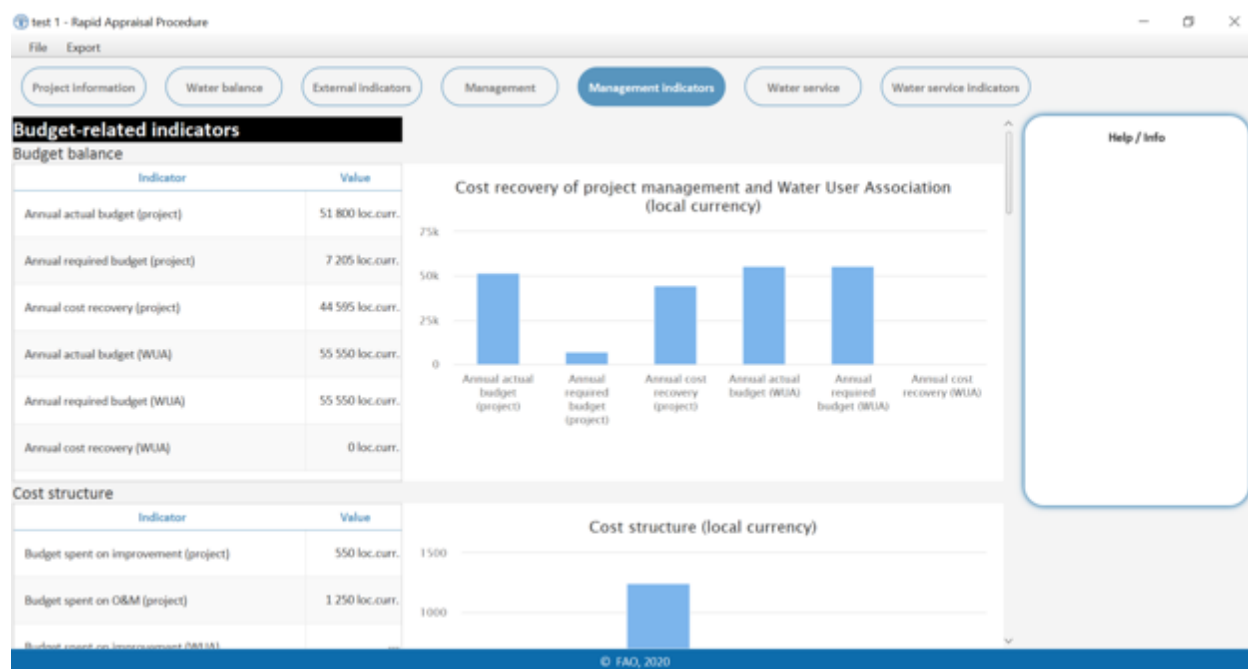 test 1 - Rapid Appraisal Procedure
File Export
Project information Water balance External indicators Management Management indicators Water service Water service indicators
Budget-related indicators
Budget balance
Indicator Value
Annual actual budget (project) 51 800 loc.curr.
Annual required budget (project) 7 205 loc.curr.
Annual cost recovery (project) 44 595 loc.curr.
Annual actual budget (WUA) 55 550 loc.curr.
Annual required budget (WUA) 55 550 loc.curr.
Annual cost recovery (WUA) 0 loc.curr.
Cost recovery of project management and Water User Association
(local currency)
75k
50k
25k
0
Annual actual budget (project)
Annual required budget (project)
Annual cost recovery (project)
Annual actual budget (WUA)
Annual required budget (WUA)
Annual cost recovery (WUA)
Help / Info
Cost structure
Indicator Value
Budget spent on improvement (project) 550 loc.curr.
Budget spent on O&M (project) 1 250 loc.curr.
Budget spent on improvement (WUA)
Cost structure (local currency)
1500
1000
© FAO, 2020